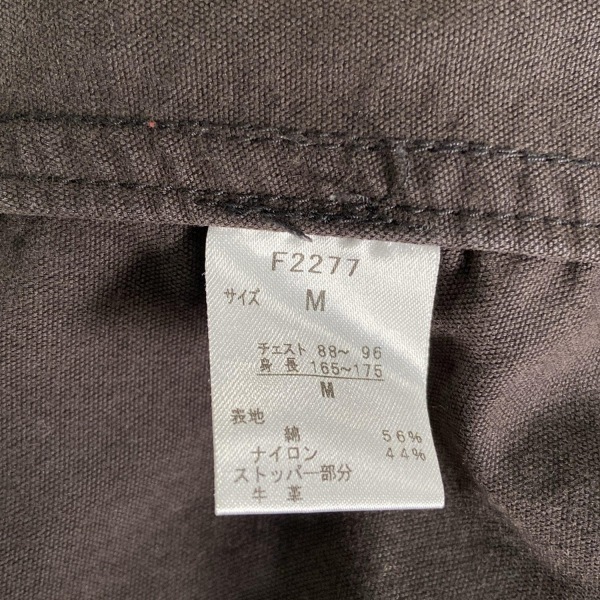 F2277
サイズ M
チェスト 88〜 96
身 長 165〜175
M
表地
綿 56%
ナイロン 44%
ストッパー部分
牛 革